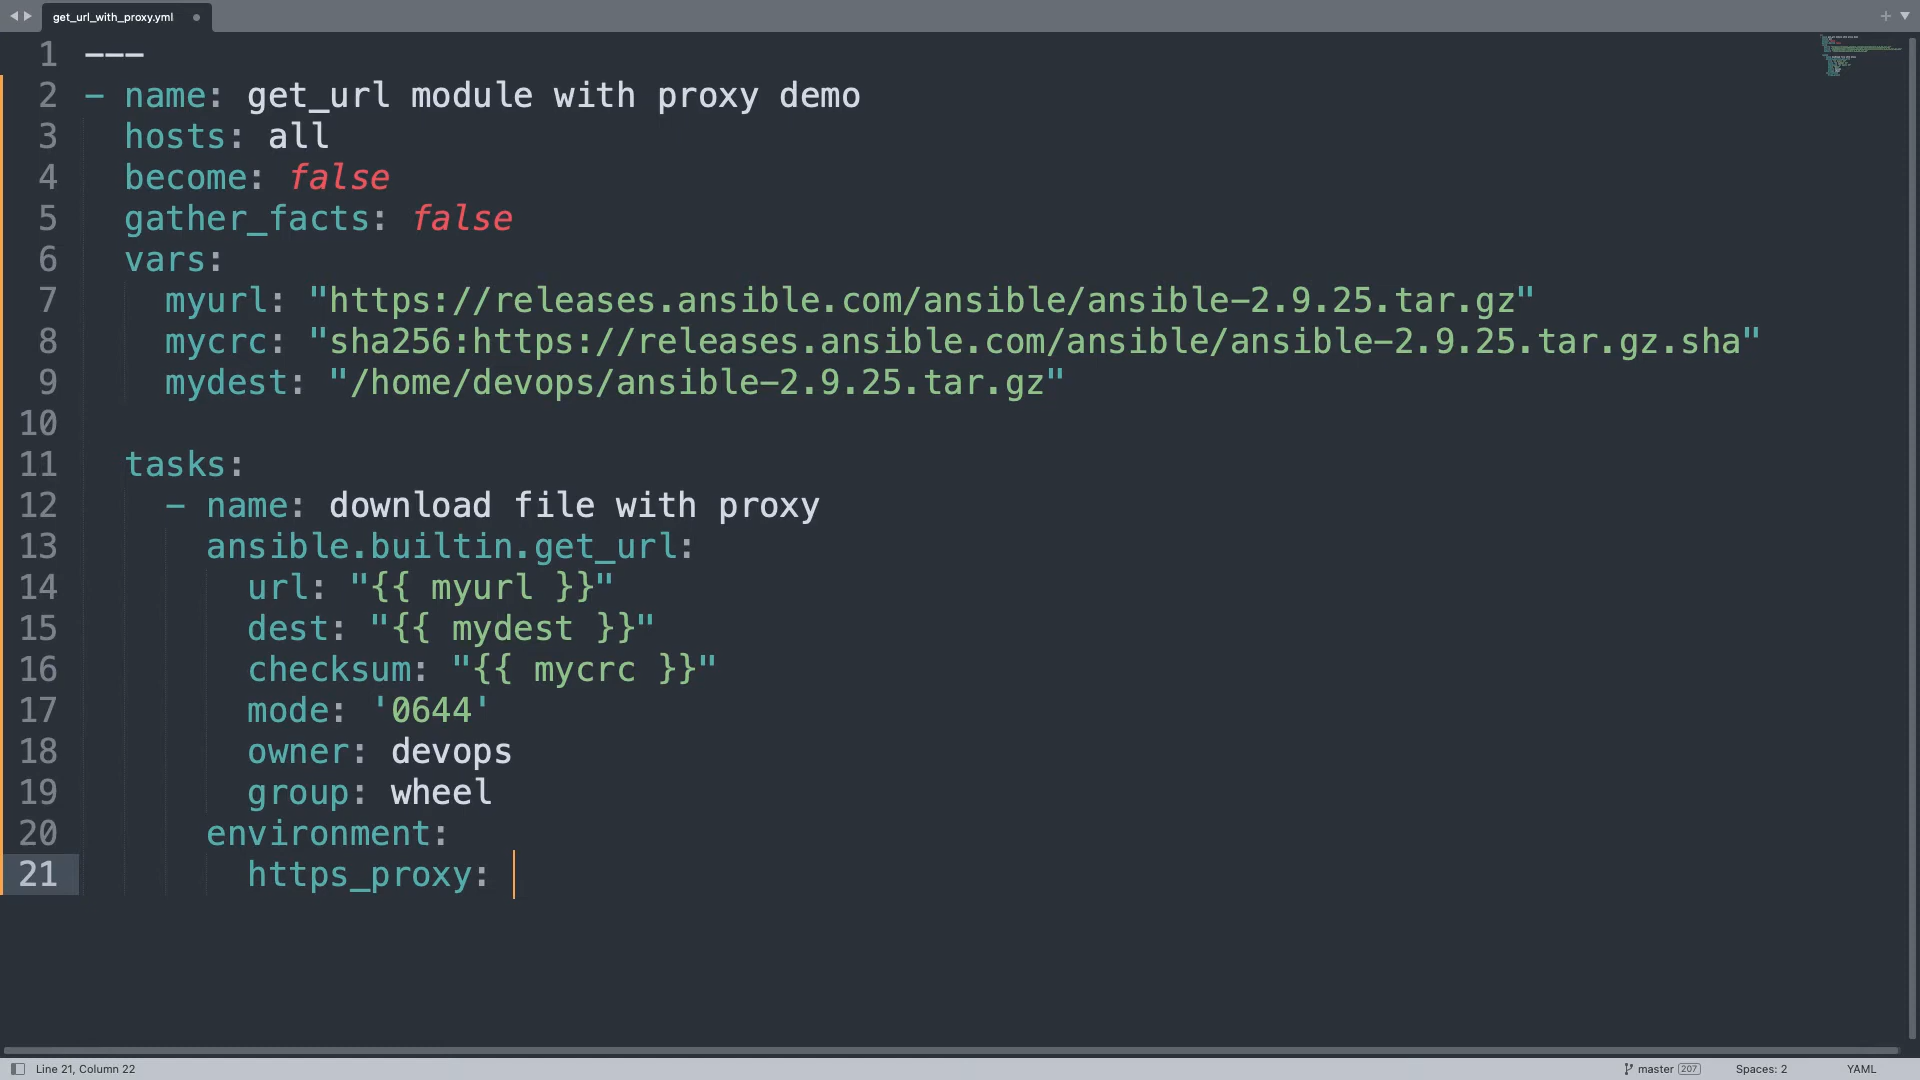 get_url_with_proxy.yml
1 ---
2 - name: get_url module with proxy demo
3 hosts: all
4 become: false
5 gather_facts: false
6 vars:
7 myurl: "https://releases.ansible.com/ansible/ansible-2.9.25.tar.gz"
8 mycrc: "sha256:https://releases.ansible.com/ansible/ansible-2.9.25.tar.gz.sha"
9 mydest: "/home/devops/ansible-2.9.25.tar.gz"
10
11 tasks:
12 - name: download file with proxy
13 ansible.builtin.get_url:
14 url: "{{ myurl }}"
15 dest: "{{ mydest }}"
16 checksum: "{{ mycrc }}"
17 mode: '0644'
18 owner: devops
19 group: wheel
20 environment:
21 https_proxy:
Line 21, Column 22 master 207 Spaces: 2 YAML